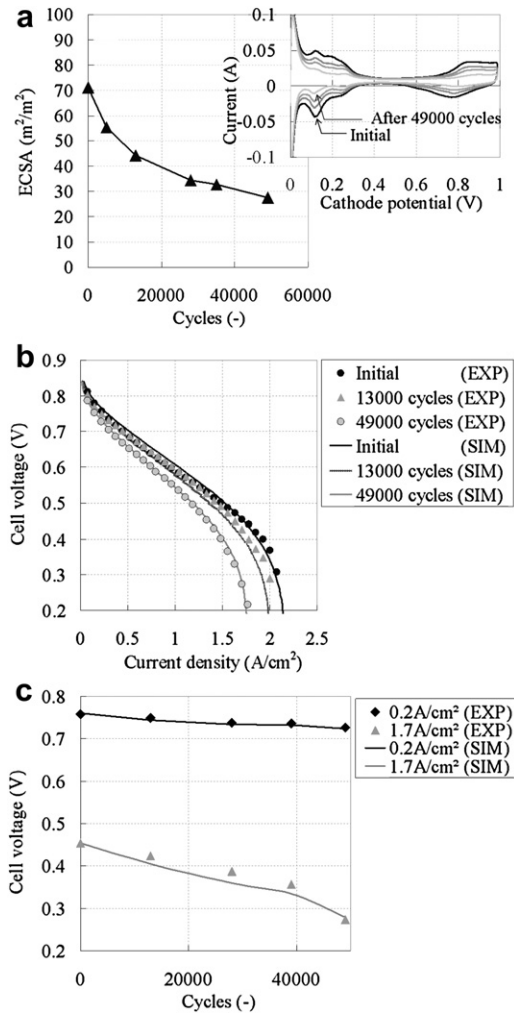 a
100
90
80
70
60
50
40
30
20
10
0
ECSA (m²/m²)
0 20000 40000 60000
Cycles (-)
0.1
0.05
0
-0.05
-0.1
Current (A)
After 49000 cycles
Initial
0 0.2 0.4 0.6 0.8 1
Cathode potential (V)
b
0.9
0.8
0.7
0.6
0.5
0.4
0.3
0.2
Cell voltage (V)
0 0.5 1 1.5 2 2.5
Current density (A/cm²)
Initial (EXP)
13000 cycles (EXP)
49000 cycles (EXP)
Initial (SIM)
13000 cycles (SIM)
49000 cycles (SIM)
c
0.8
0.7
0.6
0.5
0.4
0.3
0.2
Cell voltage (V)
0 20000 40000
Cycles (-)
0.2A/cm² (EXP)
1.7A/cm² (EXP)
0.2A/cm² (SIM)
1.7A/cm² (SIM)